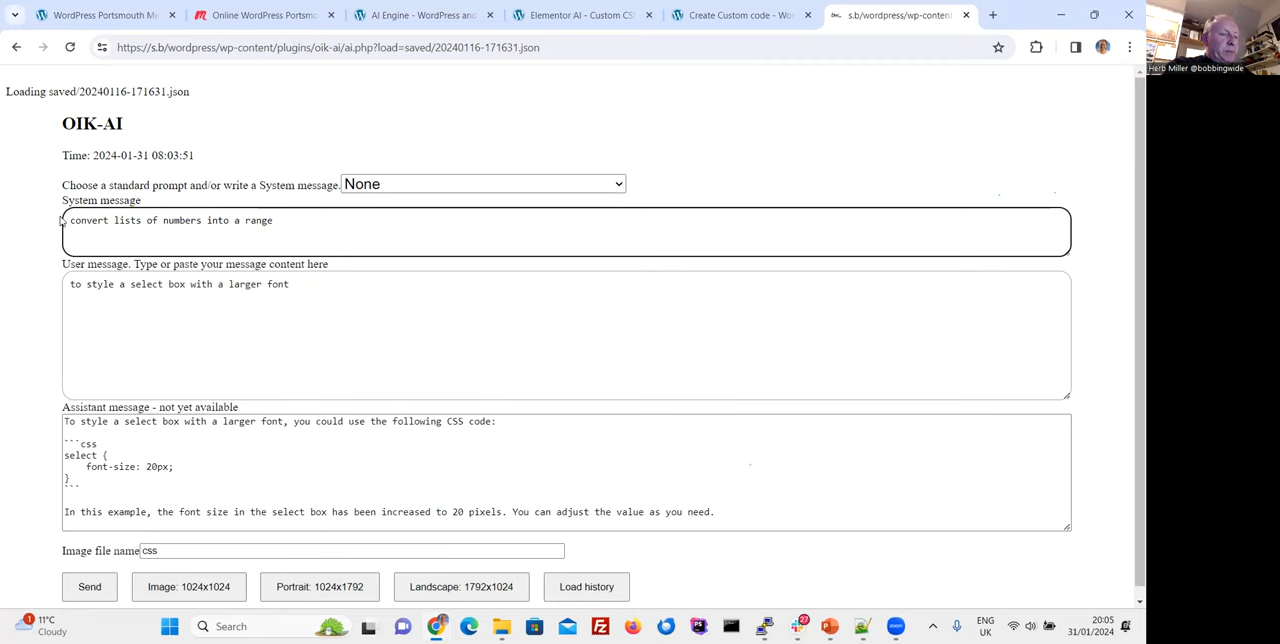 WordPress Portsmouth Me
Online WordPress Portsmo
AI Engine - WordPress and
Elementor AI - Custom CSS
Create Custom code - Word
s.b/wordpress/wp-content
https://s.b/wordpress/wp-content/plugins/oik-ai/ai.php?load=saved/20240116-171631.json
Herb Miller @bobbingwide
Loading saved/20240116-171631.json
OIK-AI
Time: 2024-01-31 08:03:51
Choose a standard prompt and/or write a System message. None
System message
convert lists of numbers into a range
User message. Type or paste your message content here
to style a select box with a larger font
Assistant message - not yet available
To style a select box with a larger font, you could use the following CSS code:
```css
select {
font-size: 20px;
}
```
In this example, the font size in the select box has been increased to 20 pixels. You can adjust the value as you need.
Image file name css
Send
Image: 1024x1024
Portrait: 1024x1792
Landscape: 1792x1024
Load history
1
11°C
Cloudy
Search
27
ENG
UK
20:05
31/01/2024